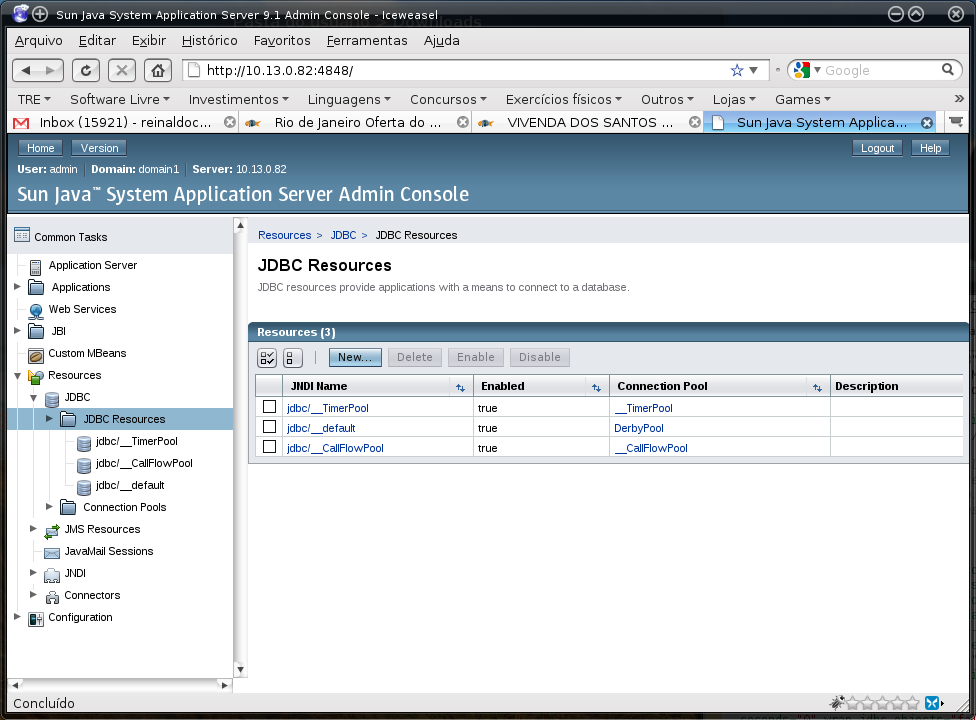 Sun Java System Application Server 9.1 Admin Console - Iceweasel
Arquivo Editar Exibir Histórico Favoritos Ferramentas Ajuda
http://10.13.0.82:4848/ Google
TRE Software Livre Investimentos Linguagens Concursos Exercícios físicos Outros Lojas Games »
Inbox (15921) - reinaldoc... Rio de Janeiro Oferta do ... VIVENDA DOS SANTOS ... Sun Java System Applica...
Home Version Logout Help
User: admin Domain: domain1 Server: 10.13.0.82
Sun Java™ System Application Server Admin Console
Common Tasks
Application Server
Applications
Web Services
JBI
Custom MBeans
Resources
JDBC
JDBC Resources
jdbc/__TimerPool
jdbc/__CallFlowPool
jdbc/__default
Connection Pools
JMS Resources
JavaMail Sessions
JNDI
Connectors
Configuration
Resources > JDBC > JDBC Resources
JDBC Resources
JDBC resources provide applications with a means to connect to a database.
Resources (3)
New... Delete Enable Disable
JNDI Name Enabled Connection Pool Description
jdbc/__TimerPool true __TimerPool
jdbc/__default true DerbyPool
jdbc/__CallFlowPool true __CallFlowPool
Concluído